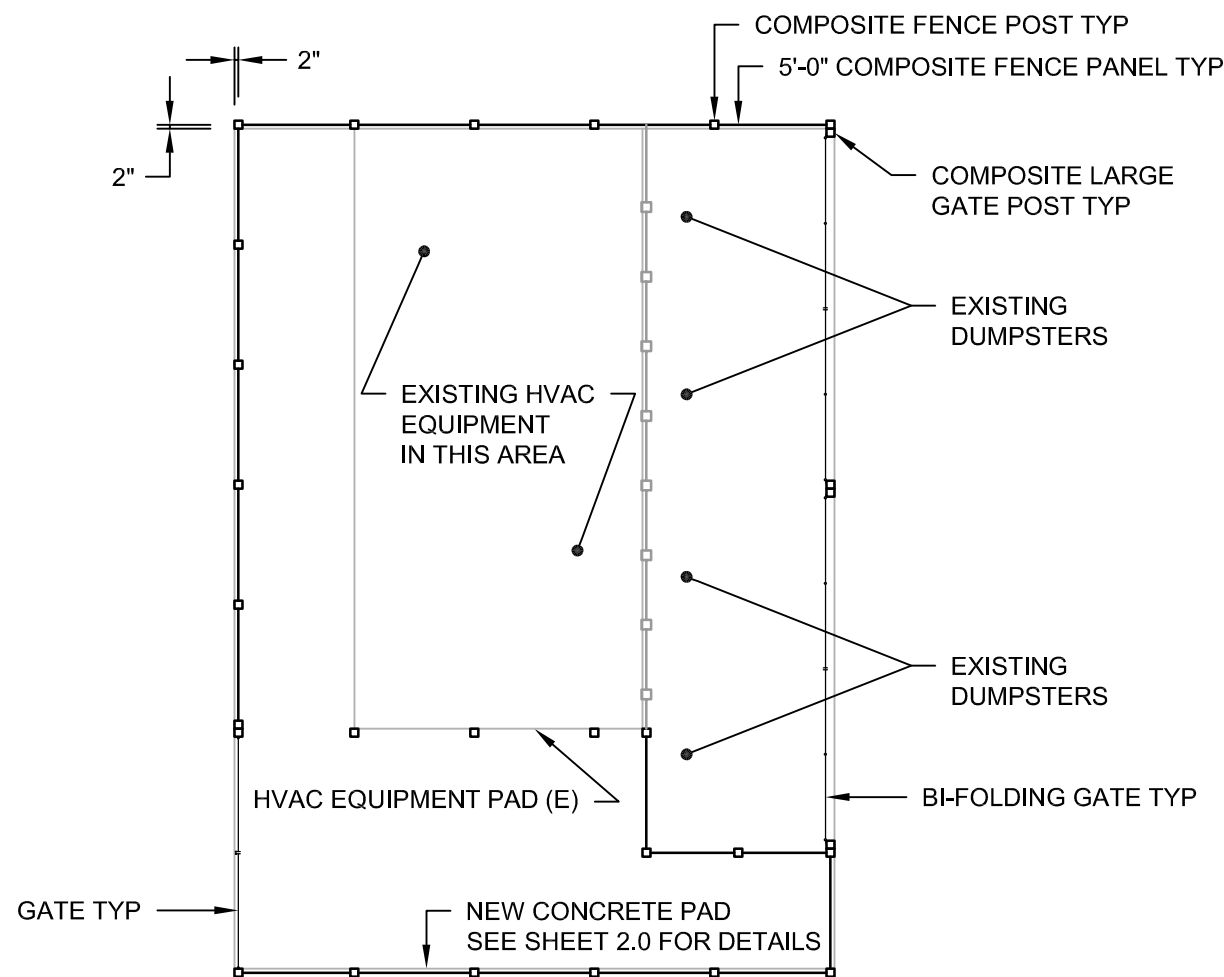 COMPOSITE FENCE POST TYP
2"
5'-0" COMPOSITE FENCE PANEL TYP
2"
COMPOSITE LARGE
GATE POST TYP
EXISTING
DUMPSTERS
EXISTING HVAC
EQUIPMENT
IN THIS AREA
EXISTING
DUMPSTERS
HVAC EQUIPMENT PAD (E)
BI-FOLDING GATE TYP
GATE TYP
NEW CONCRETE PAD
SEE SHEET 2.0 FOR DETAILS